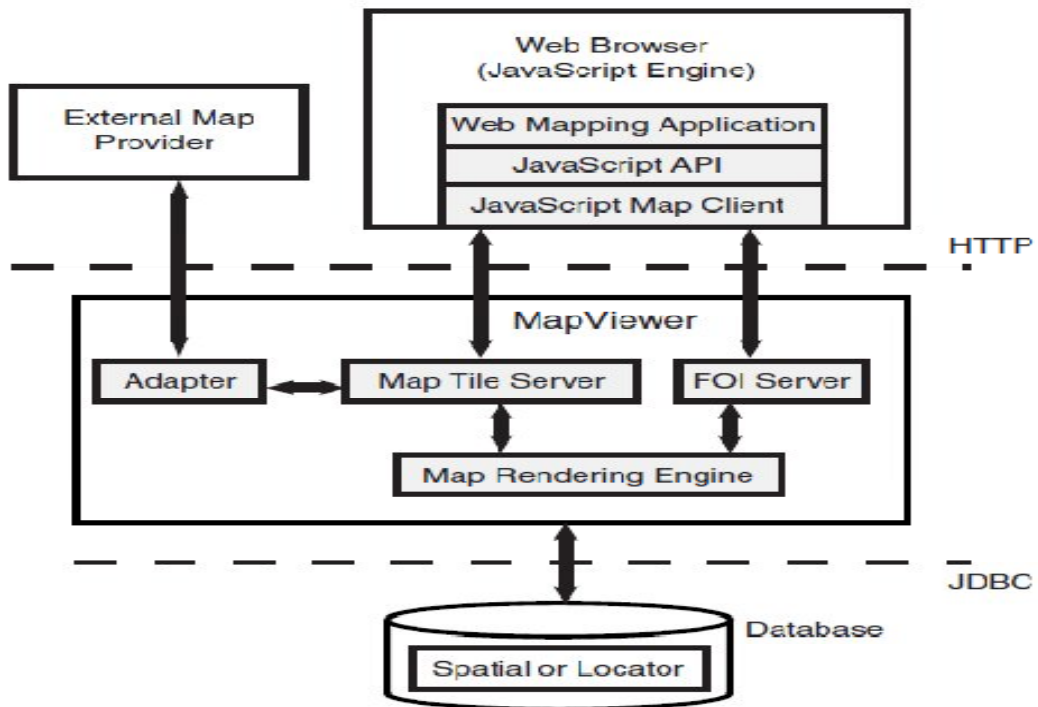 Web Browser
(JavaScript Engine)
External Map
Provider
Web Mapping Application
JavaScript API
JavaScript Map Client
HTTP
MapViewer
Adapter
Map Tile Server
FOI Server
Map Rendering Engine
JDBC
Database
Spatial or Locator